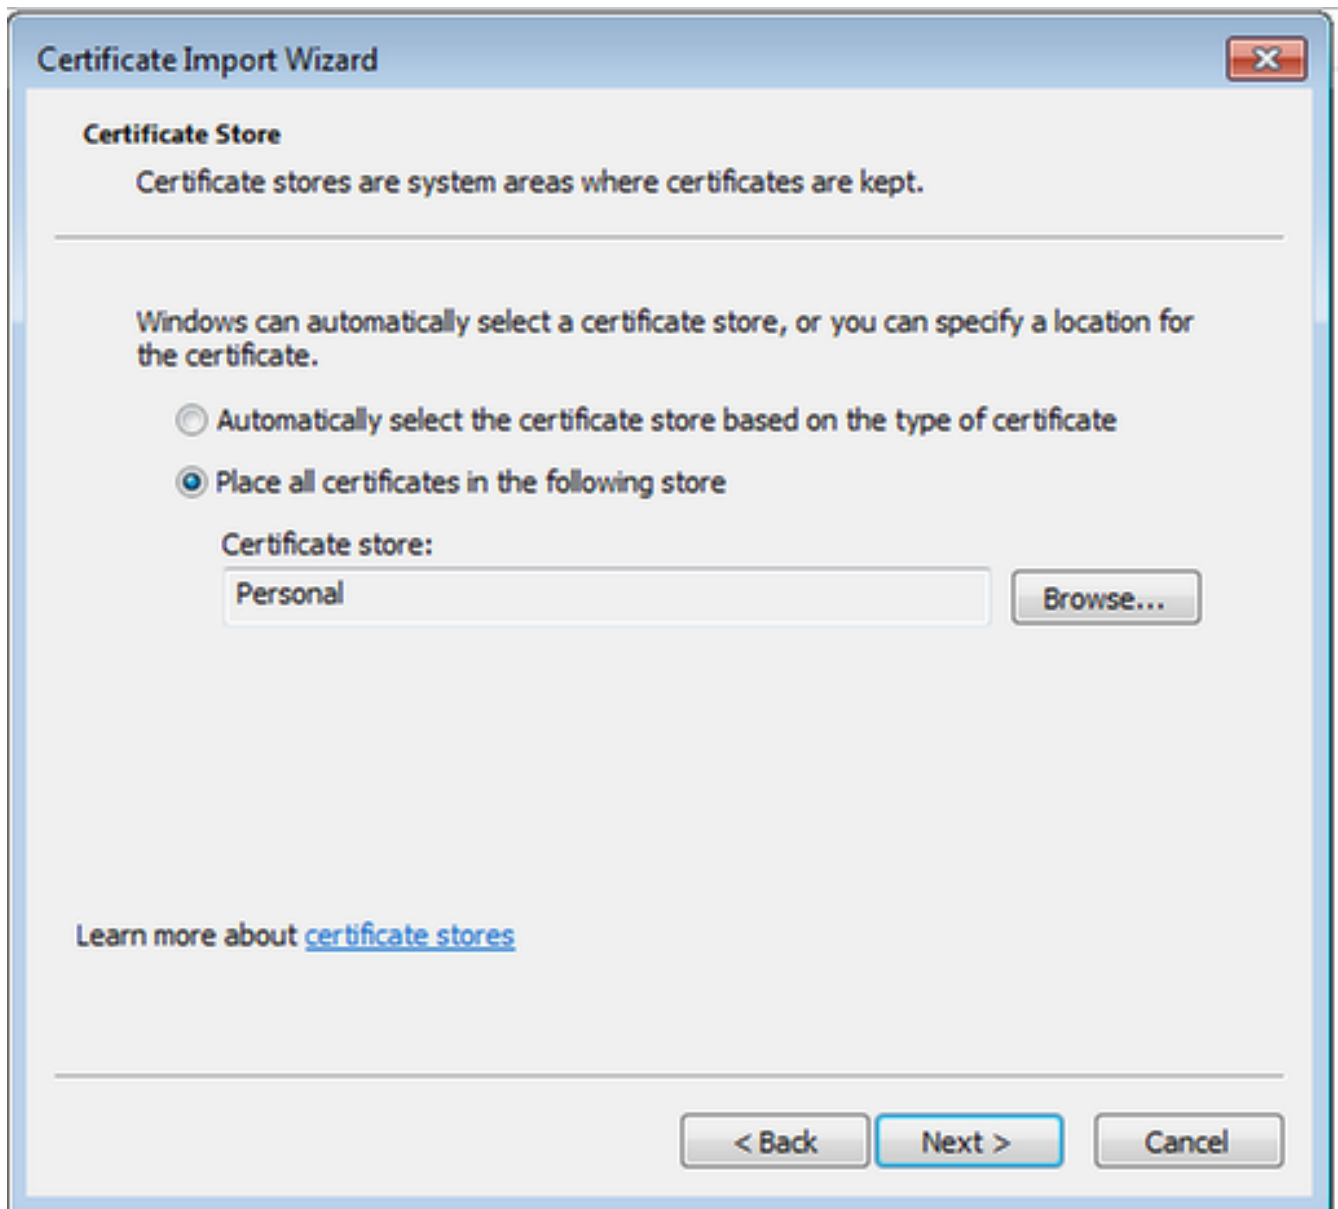 Certificate Import Wizard
Certificate Store
Certificate stores are system areas where certificates are kept.
Windows can automatically select a certificate store, or you can specify a location for
the certificate.
Automatically select the certificate store based on the type of certificate
Place all certificates in the following store
Certificate store:
Personal
Browse...
Learn more about certificate stores
< Back
Next >
Cancel